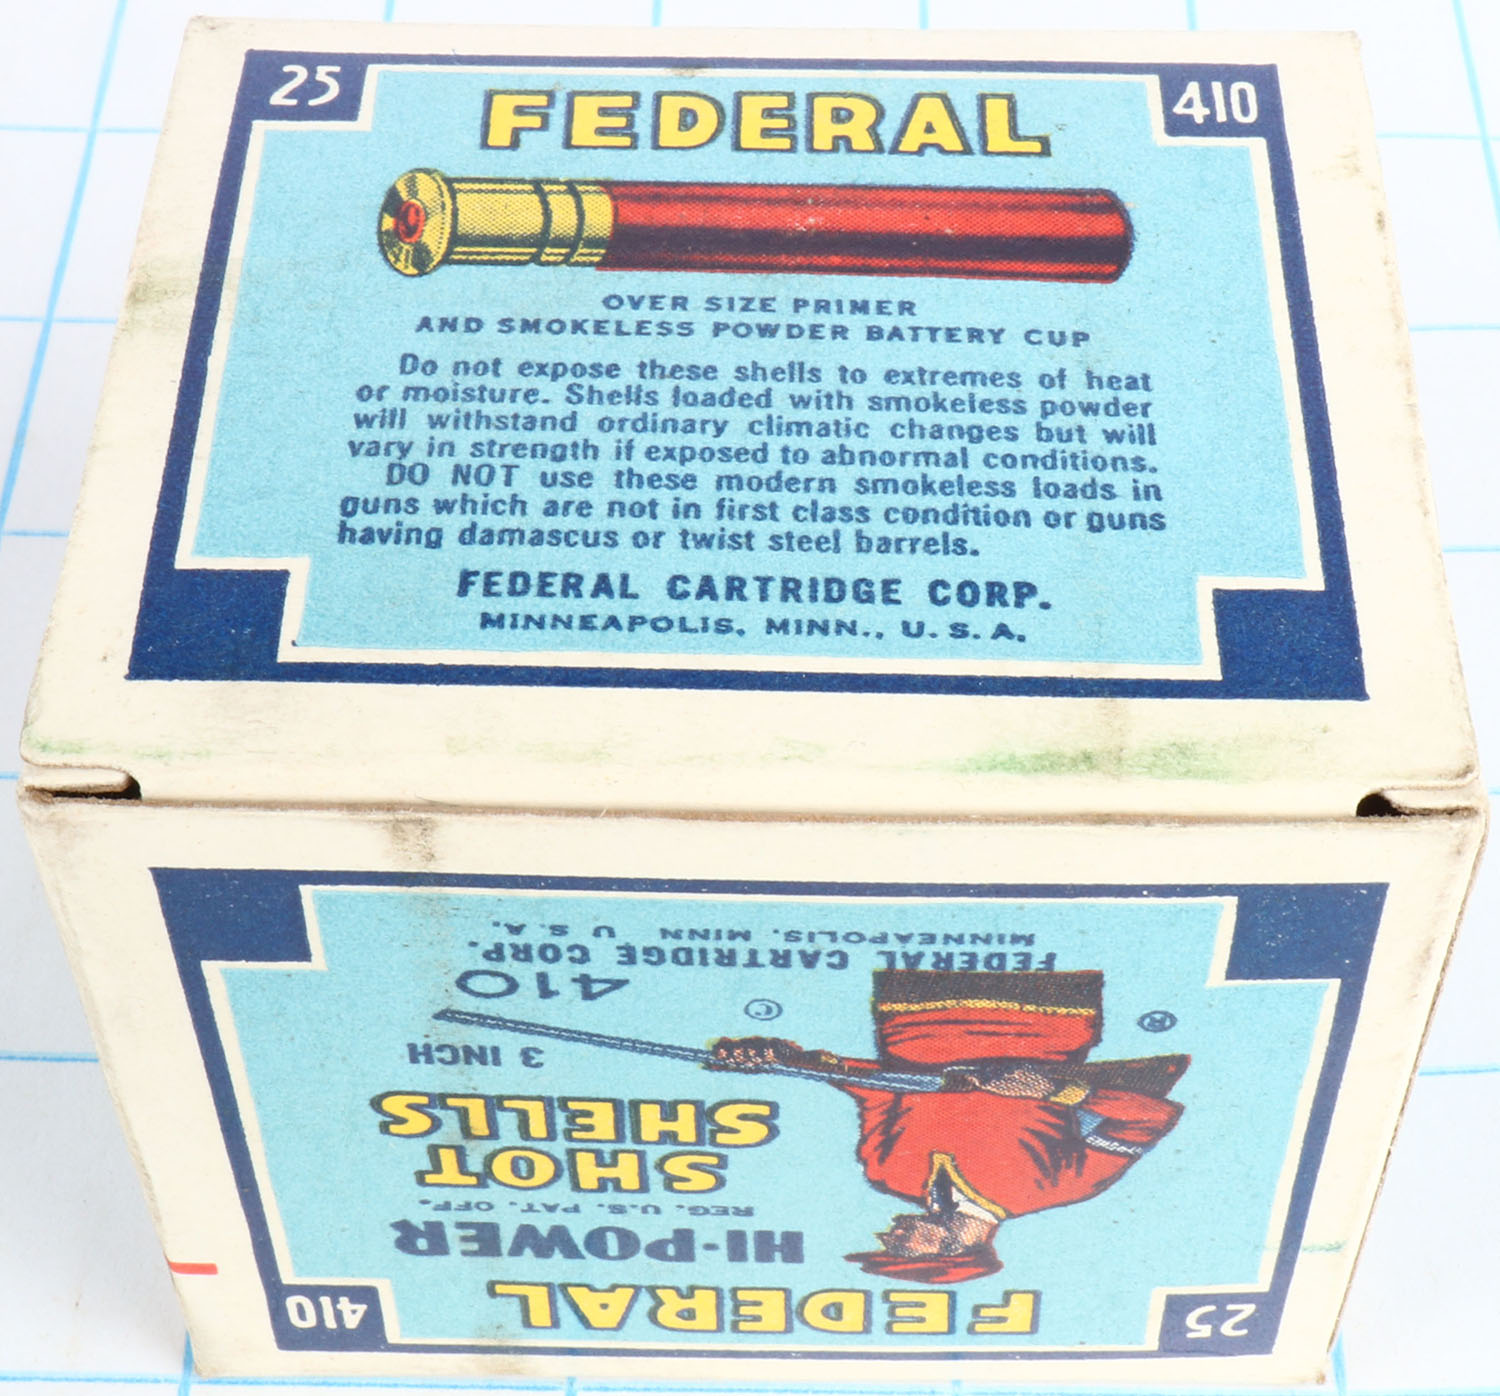 25
410
FEDERAL
OVER SIZE PRIMER
AND SMOKELESS POWDER BATTERY CUP
Do not expose these shells to extremes of heat
or moisture. Shells loaded with smokeless powder
will withstand ordinary climatic changes but will
vary in strength if exposed to abnormal conditions.
DO NOT use these modern smokeless loads in
guns which are not in first class condition or guns
having damascus or twist steel barrels.
FEDERAL CARTRIDGE CORP.
MINNEAPOLIS, MINN., U. S. A.
25
410
FEDERAL
HI-POWER
REG. U.S. PAT. OFF.
SHOT
SHELLS
3 INCH
410
®
©
FEDERAL CARTRIDGE CORP.
MINNEAPOLIS, MINN U S A.